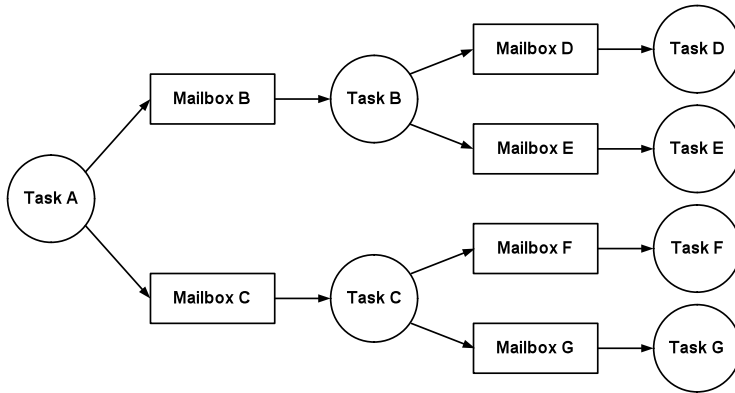 Task A
Mailbox B
Mailbox C
Task B
Task C
Mailbox D
Mailbox E
Mailbox F
Mailbox G
Task D
Task E
Task F
Task G